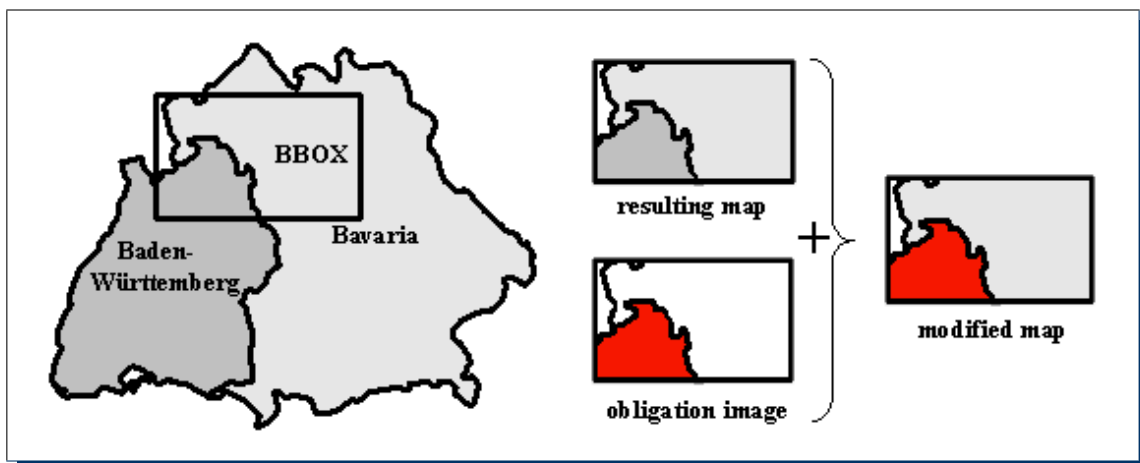 BBOX
Bavaria
Baden-
Württemberg
resulting map
+
obligation image
modified map